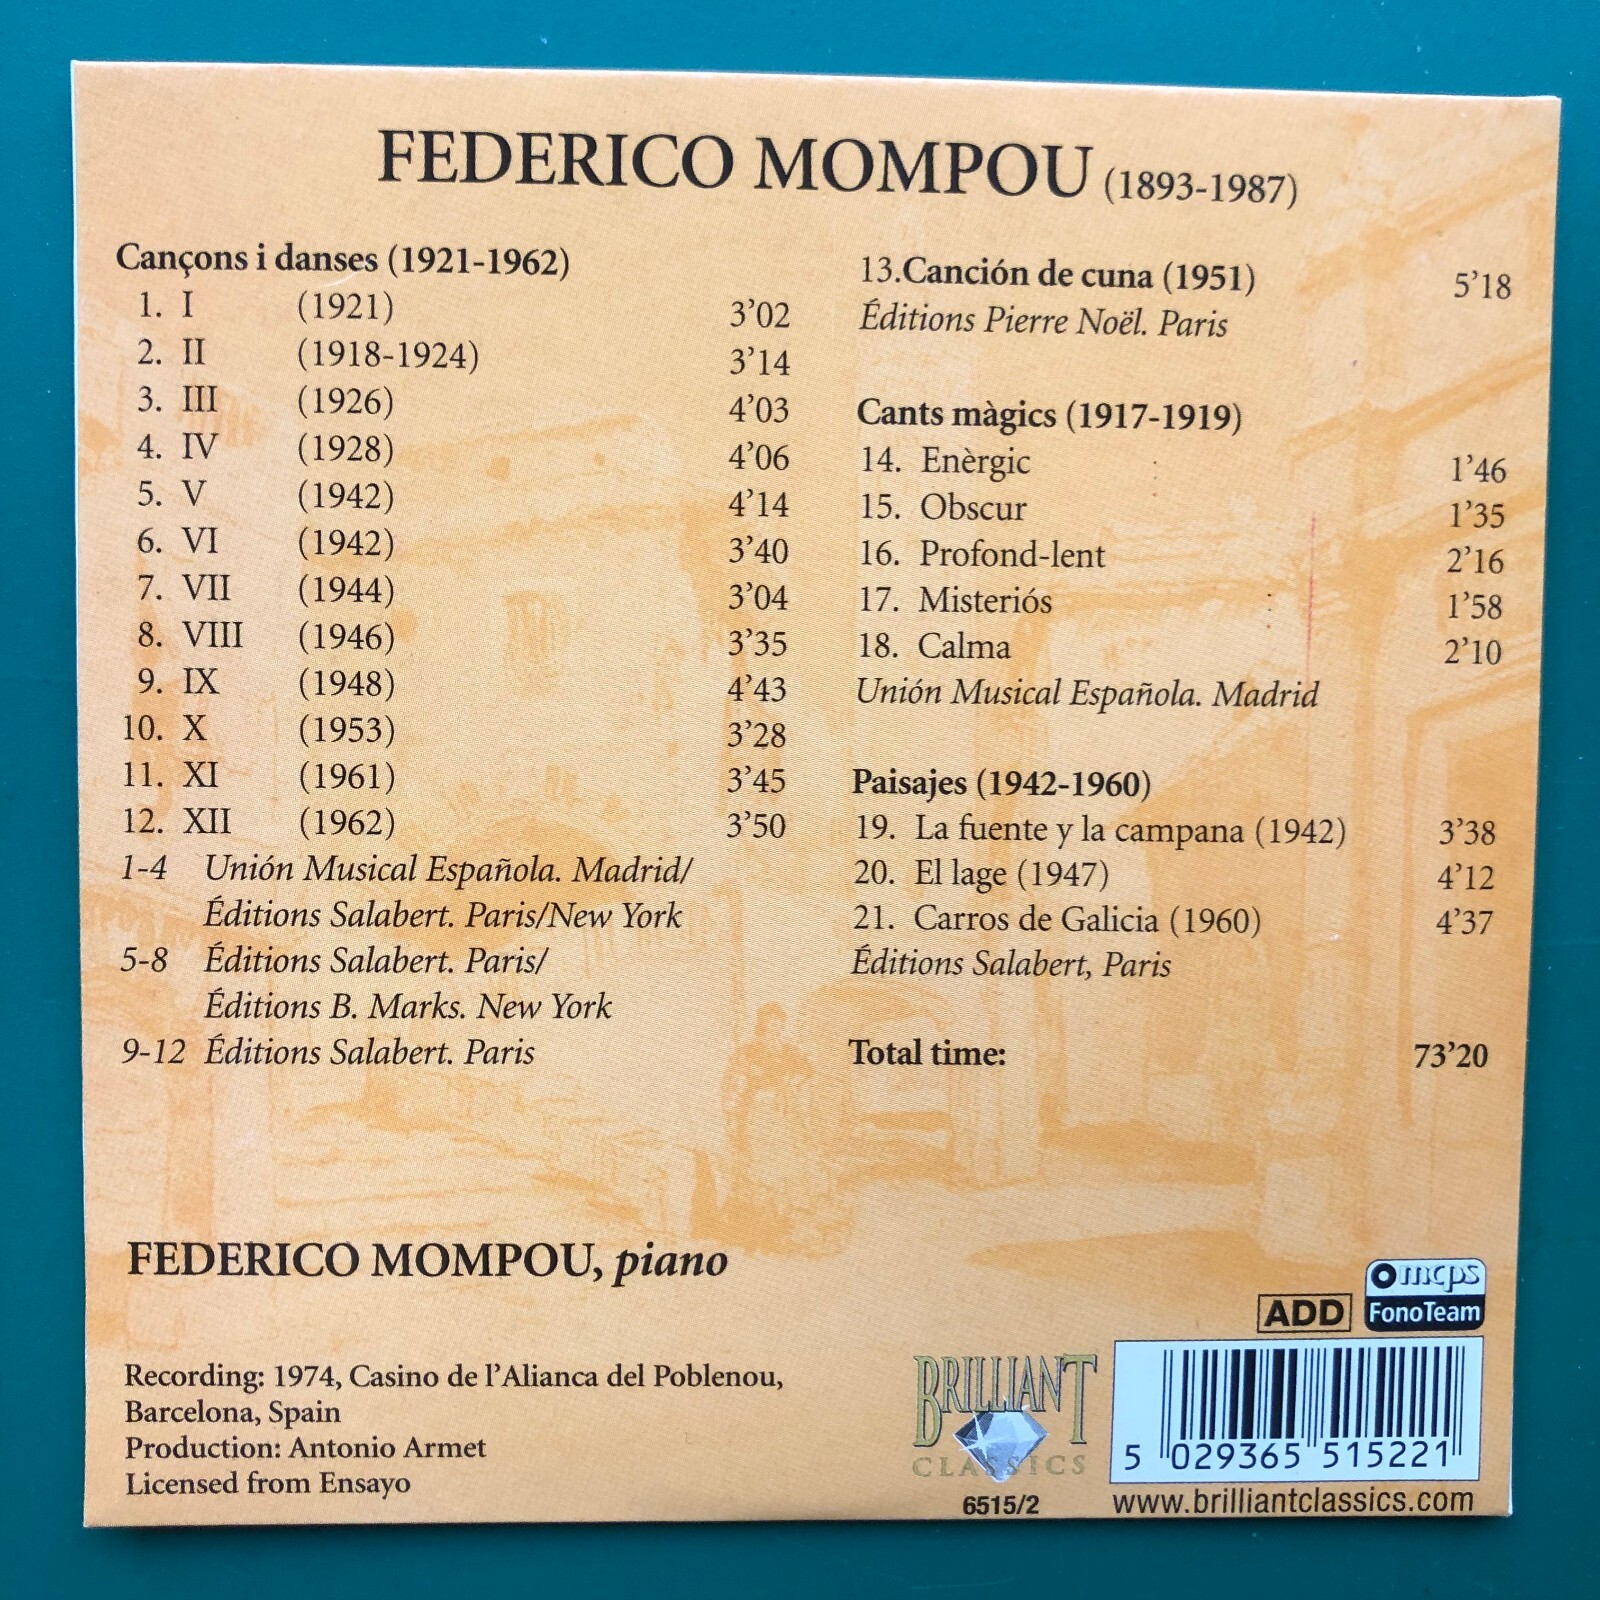 FEDERICO MOMPOU (1893-1987)
Cançons i danses (1921-1962)
1. I (1921) 3’02
2. II (1918-1924) 3’14
3. III (1926) 4’03
4. IV (1928) 4’06
5. V (1942) 4’14
6. VI (1942) 3’40
7. VII (1944) 3’04
8. VIII (1946) 3’35
9. IX (1948) 4’43
10. X (1953) 3’28
11. XI (1961) 3’45
12. XII (1962) 3’50
1-4 Unión Musical Española. Madrid/
Éditions Salabert. Paris/New York
5-8 Éditions Salabert. Paris/
Éditions B. Marks. New York
9-12 Éditions Salabert. Paris
13.Canción de cuna (1951) 5’18
Éditions Pierre Noël. Paris
Cants màgics (1917-1919)
14. Enèrgic 1’46
15. Obscur 1’35
16. Profond-lent 2’16
17. Misteriós 1’58
18. Calma 2’10
Unión Musical Española. Madrid
Paisajes (1942-1960)
19. La fuente y la campana (1942) 3’38
20. El lage (1947) 4’12
21. Carros de Galicia (1960) 4’37
Éditions Salabert, Paris
Total time: 73’20
FEDERICO MOMPOU, piano
Recording: 1974, Casino de l’Alianca del Poblenou,
Barcelona, Spain
Production: Antonio Armet
Licensed from Ensayo
ADD
mcps
FonoTeam
BRILLIANT
CLASSICS
6515/2
5 029365 515221
www.brilliantclassics.com